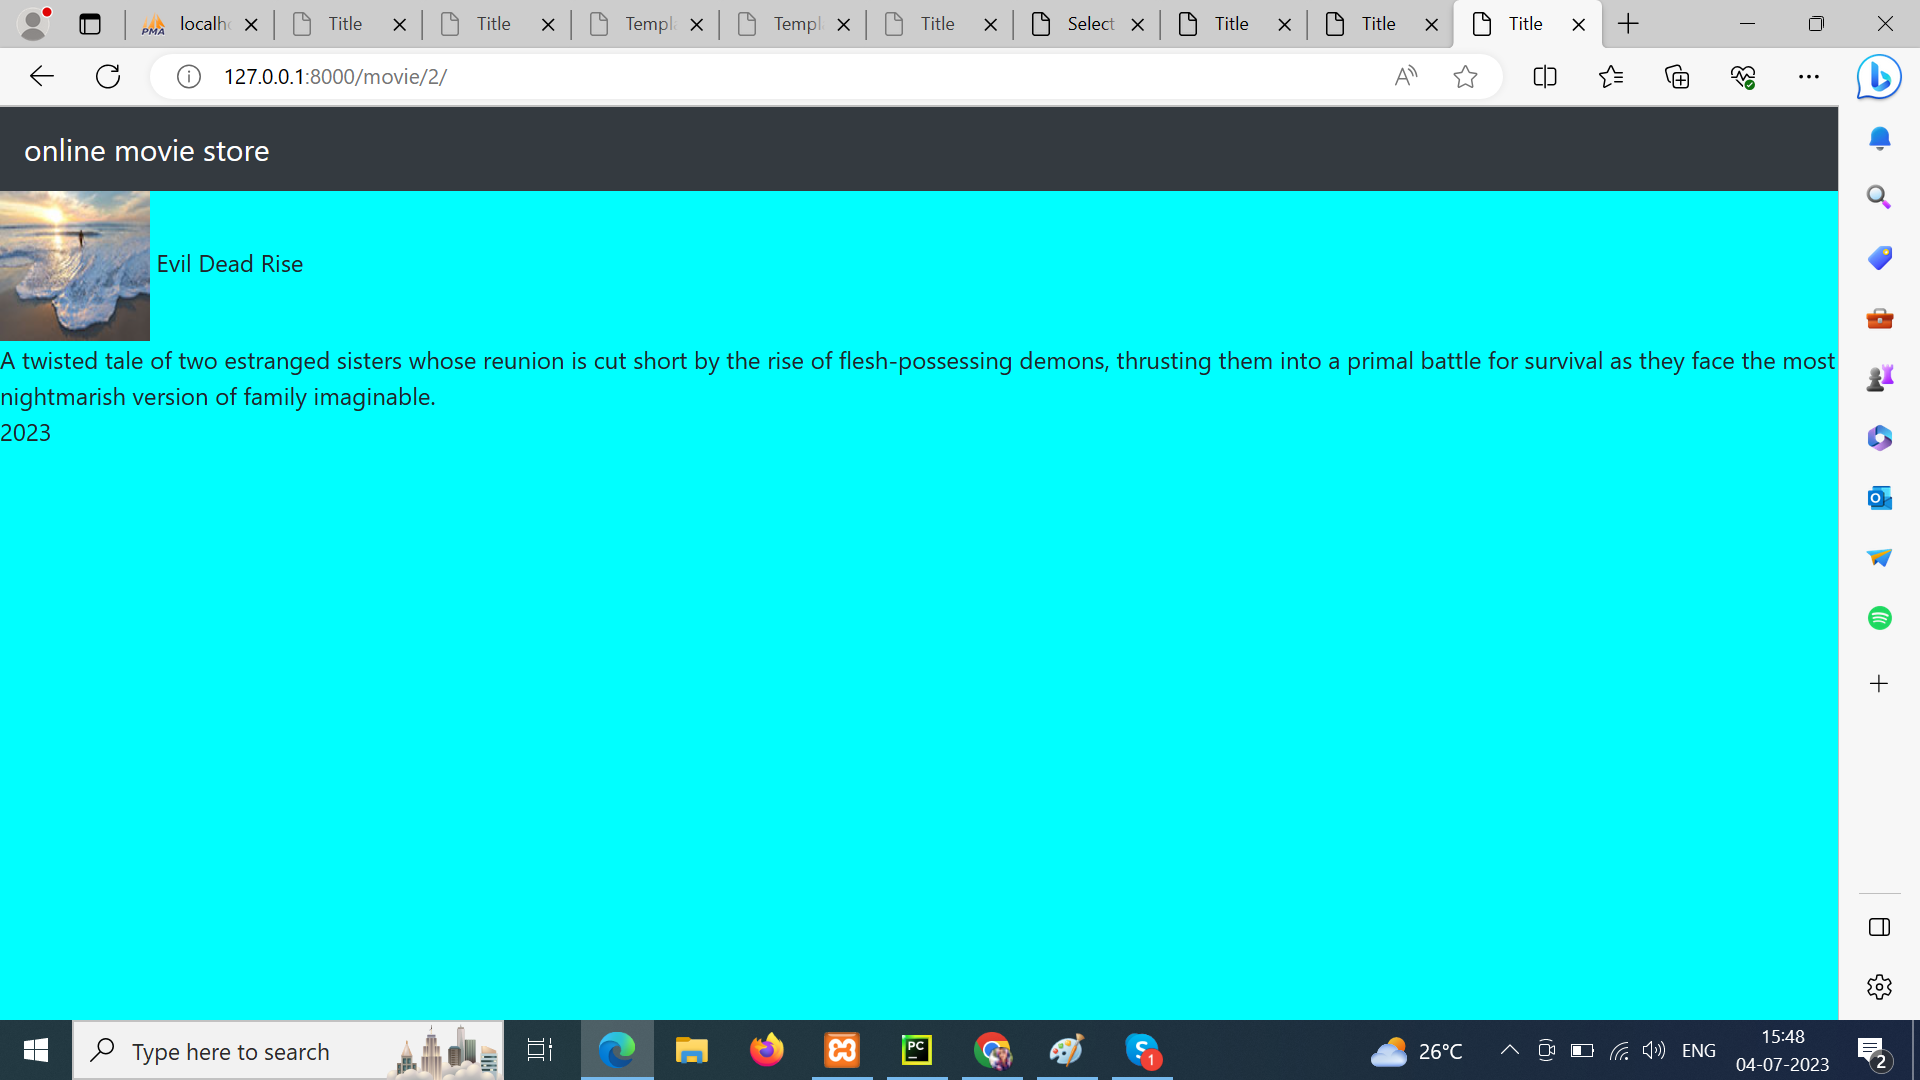 localh
Title
Title
Templa
Templ
Title
Select
Title
Title
Title
127.0.0.1:8000/movie/2/
online movie store
Evil Dead Rise
A twisted tale of two estranged sisters whose reunion is cut short by the rise of flesh-possessing demons, thrusting them into a primal battle for survival as they face the most
nightmarish version of family imaginable.
2023
Type here to search
26°C
ENG
15:48
04-07-2023
1
2